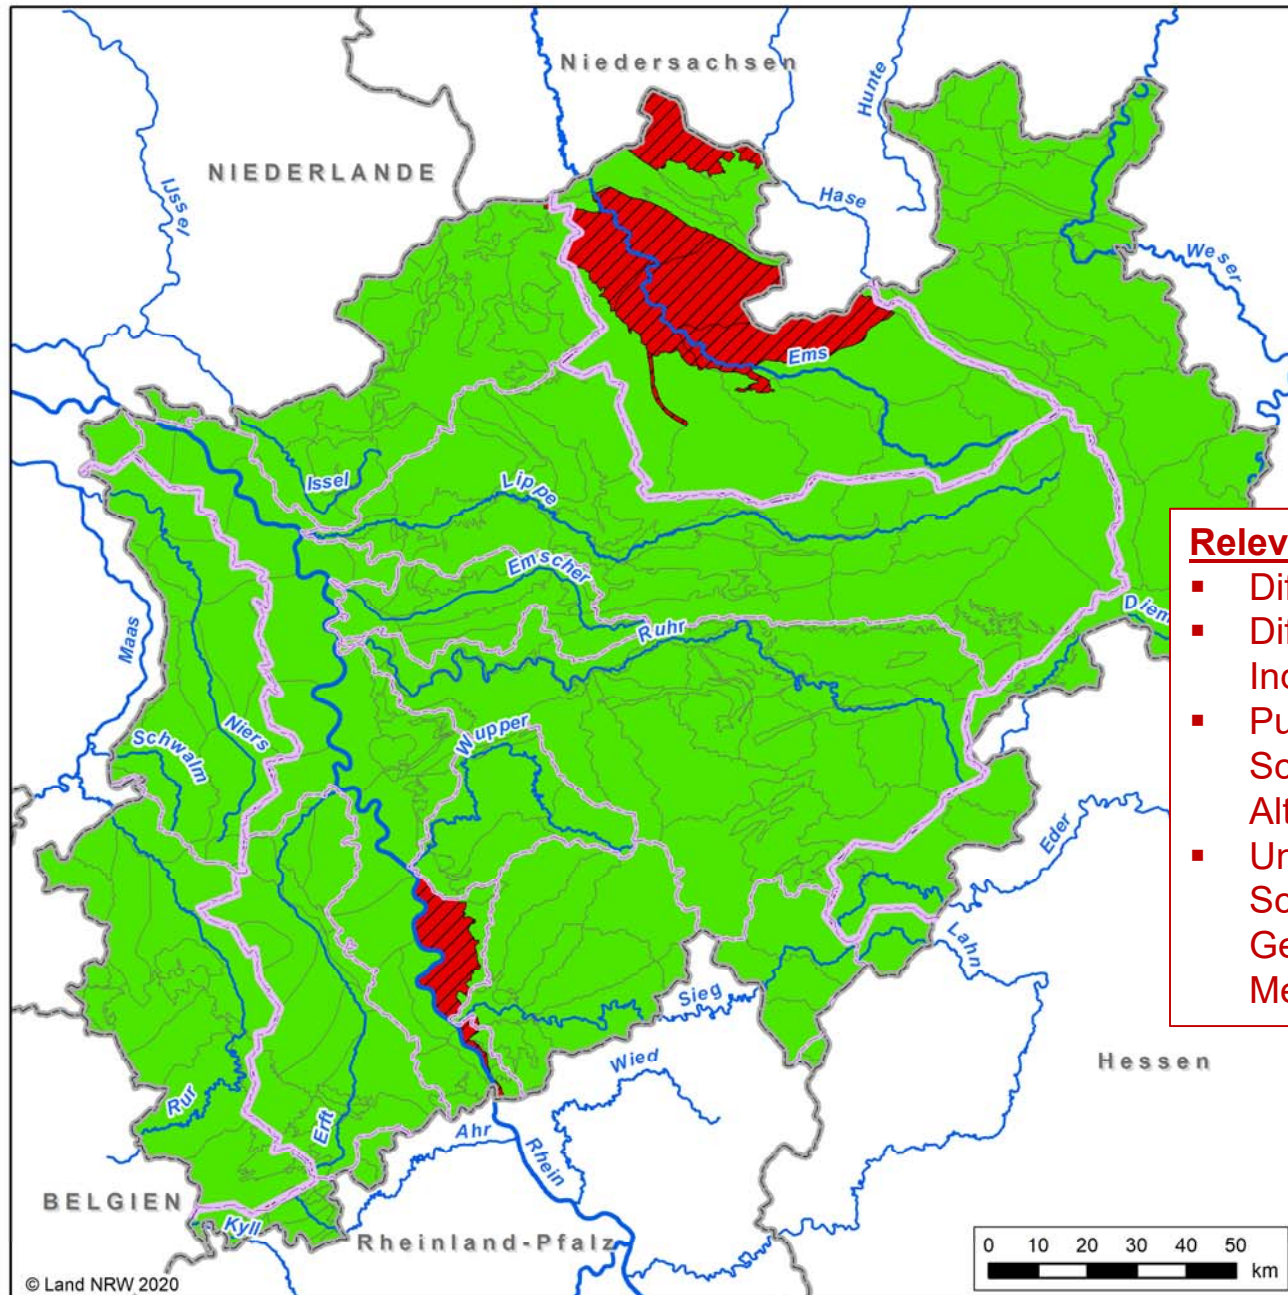 Niedersachsen
Hunte
NIEDERLANDE
IJssel
Hase
Weser
Ems
Issel
Lippe
Emscher
Ruhr
Maas
Niers
Schwalm
Wupper
Eder
Lahn
Sieg
Wied
Hessen
Rur
Erft
Ahr
Rhein
BELGIEN
Kyll
Rheinland-Pfalz
© Land NRW 2020
0 10 20 30 40 50
km